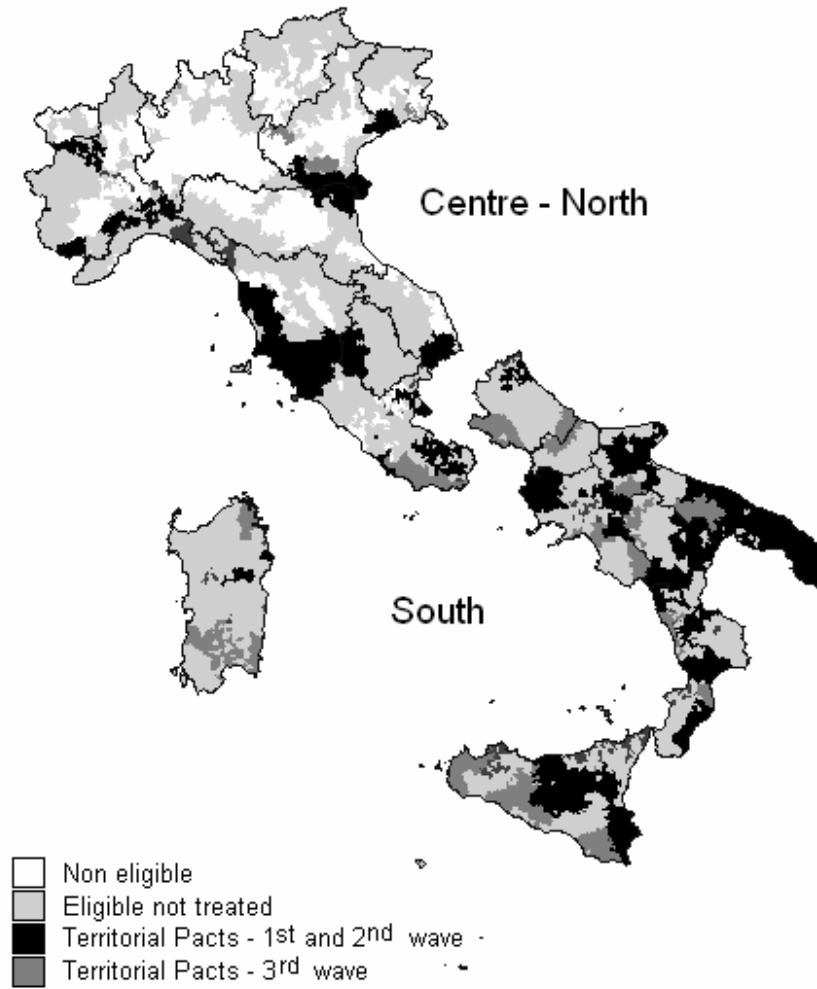 Centre - North
South
Non eligible
Eligible not treated
Territorial Pacts - 1st and 2nd wave
Territorial Pacts - 3rd wave